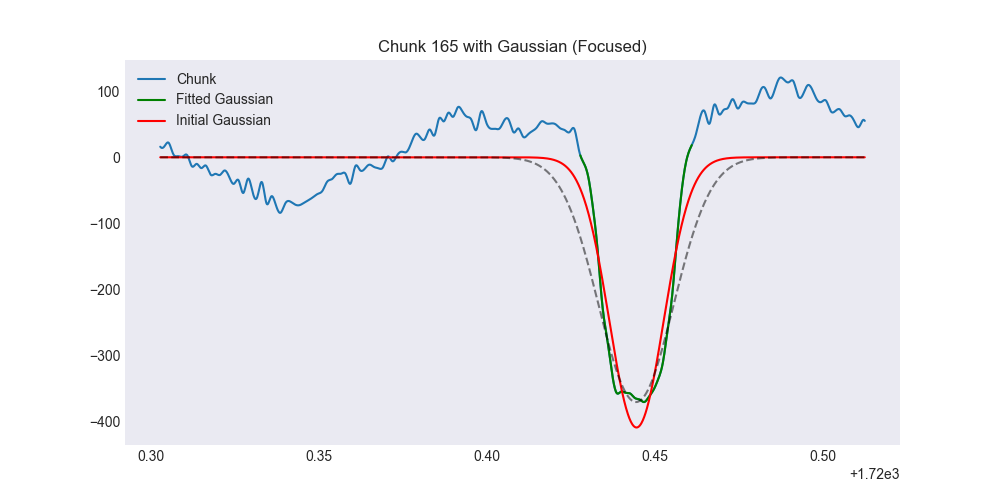 Chunk 165 with Gaussian (Focused)
Chunk
Fitted Gaussian
Initial Gaussian
100
0
−100
−200
−300
−400
0.30 0.35 0.40 0.45 0.50
+1.72e3